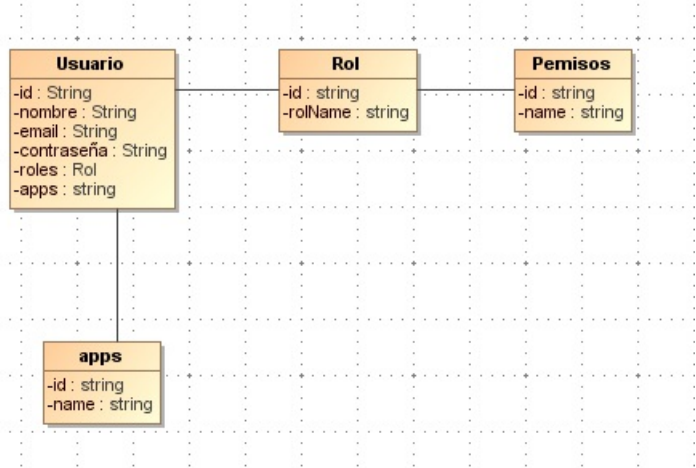 Usuario
-id : String
-nombre : String
-email : String
-contraseña : String
-roles : Rol
-apps : string
Rol
-id : string
-rolName : string
Pemisos
-id : string
-name : string
apps
-id : string
-name : string